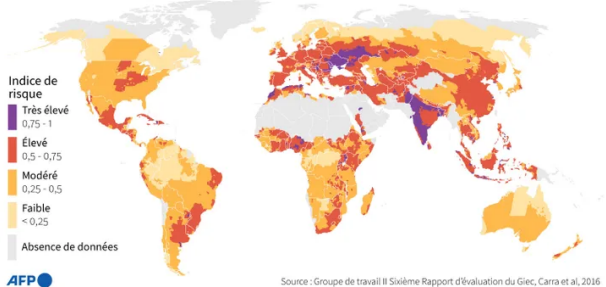 Indice de
risque
Très élevé
0,75 - 1
Élevé
0,5 - 0,75
Modéré
0,25 - 0,5
Faible
< 0,25
Absence de données
AFP
Source : Groupe de travail II Sixième Rapport d'évaluation du Giec, Carra et al, 2016